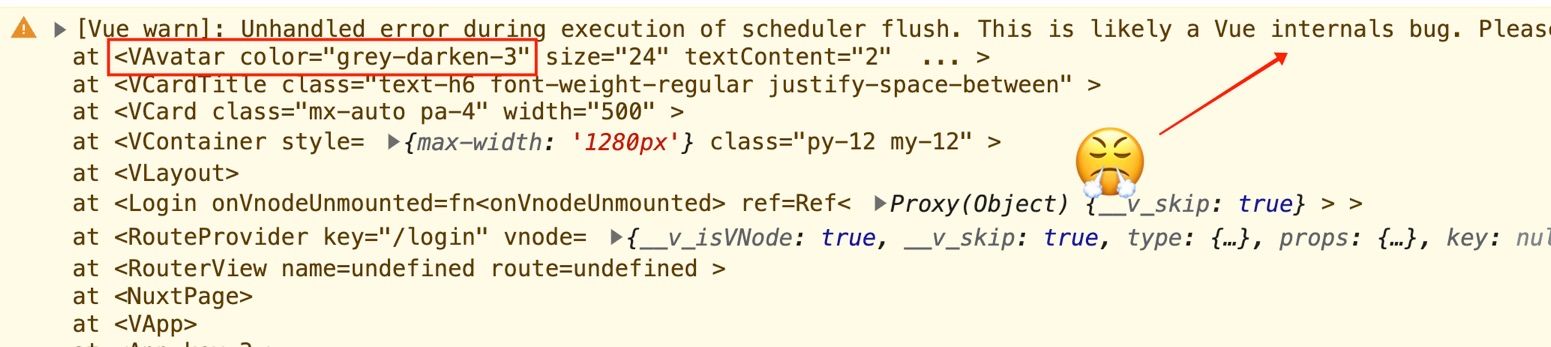 [Vue warn]: Unhandled error during execution of scheduler flush. This is likely a Vue internals bug. Please
at <VAvatar color="grey-darken-3" size="24" textContent="2" ... >
at <VCardTitle class="text-h6 font-weight-regular justify-space-between" >
at <VCard class="mx-auto pa-4" width="500" >
at <VContainer style= ▶{max-width: '1280px'} class="py-12 my-12" >
at <VLayout>
at <Login onVnodeUnmounted=fn<onVnodeUnmounted> ref=Ref< ▶Proxy(Object) {__v_skip: true} > >
at <RouteProvider key="/login" vnode= ▶{__v_isVNode: true, __v_skip: true, type: {…}, props: {…}, key:
at <RouterView name=undefined route=undefined >
at <NuxtPage>
at <VApp>